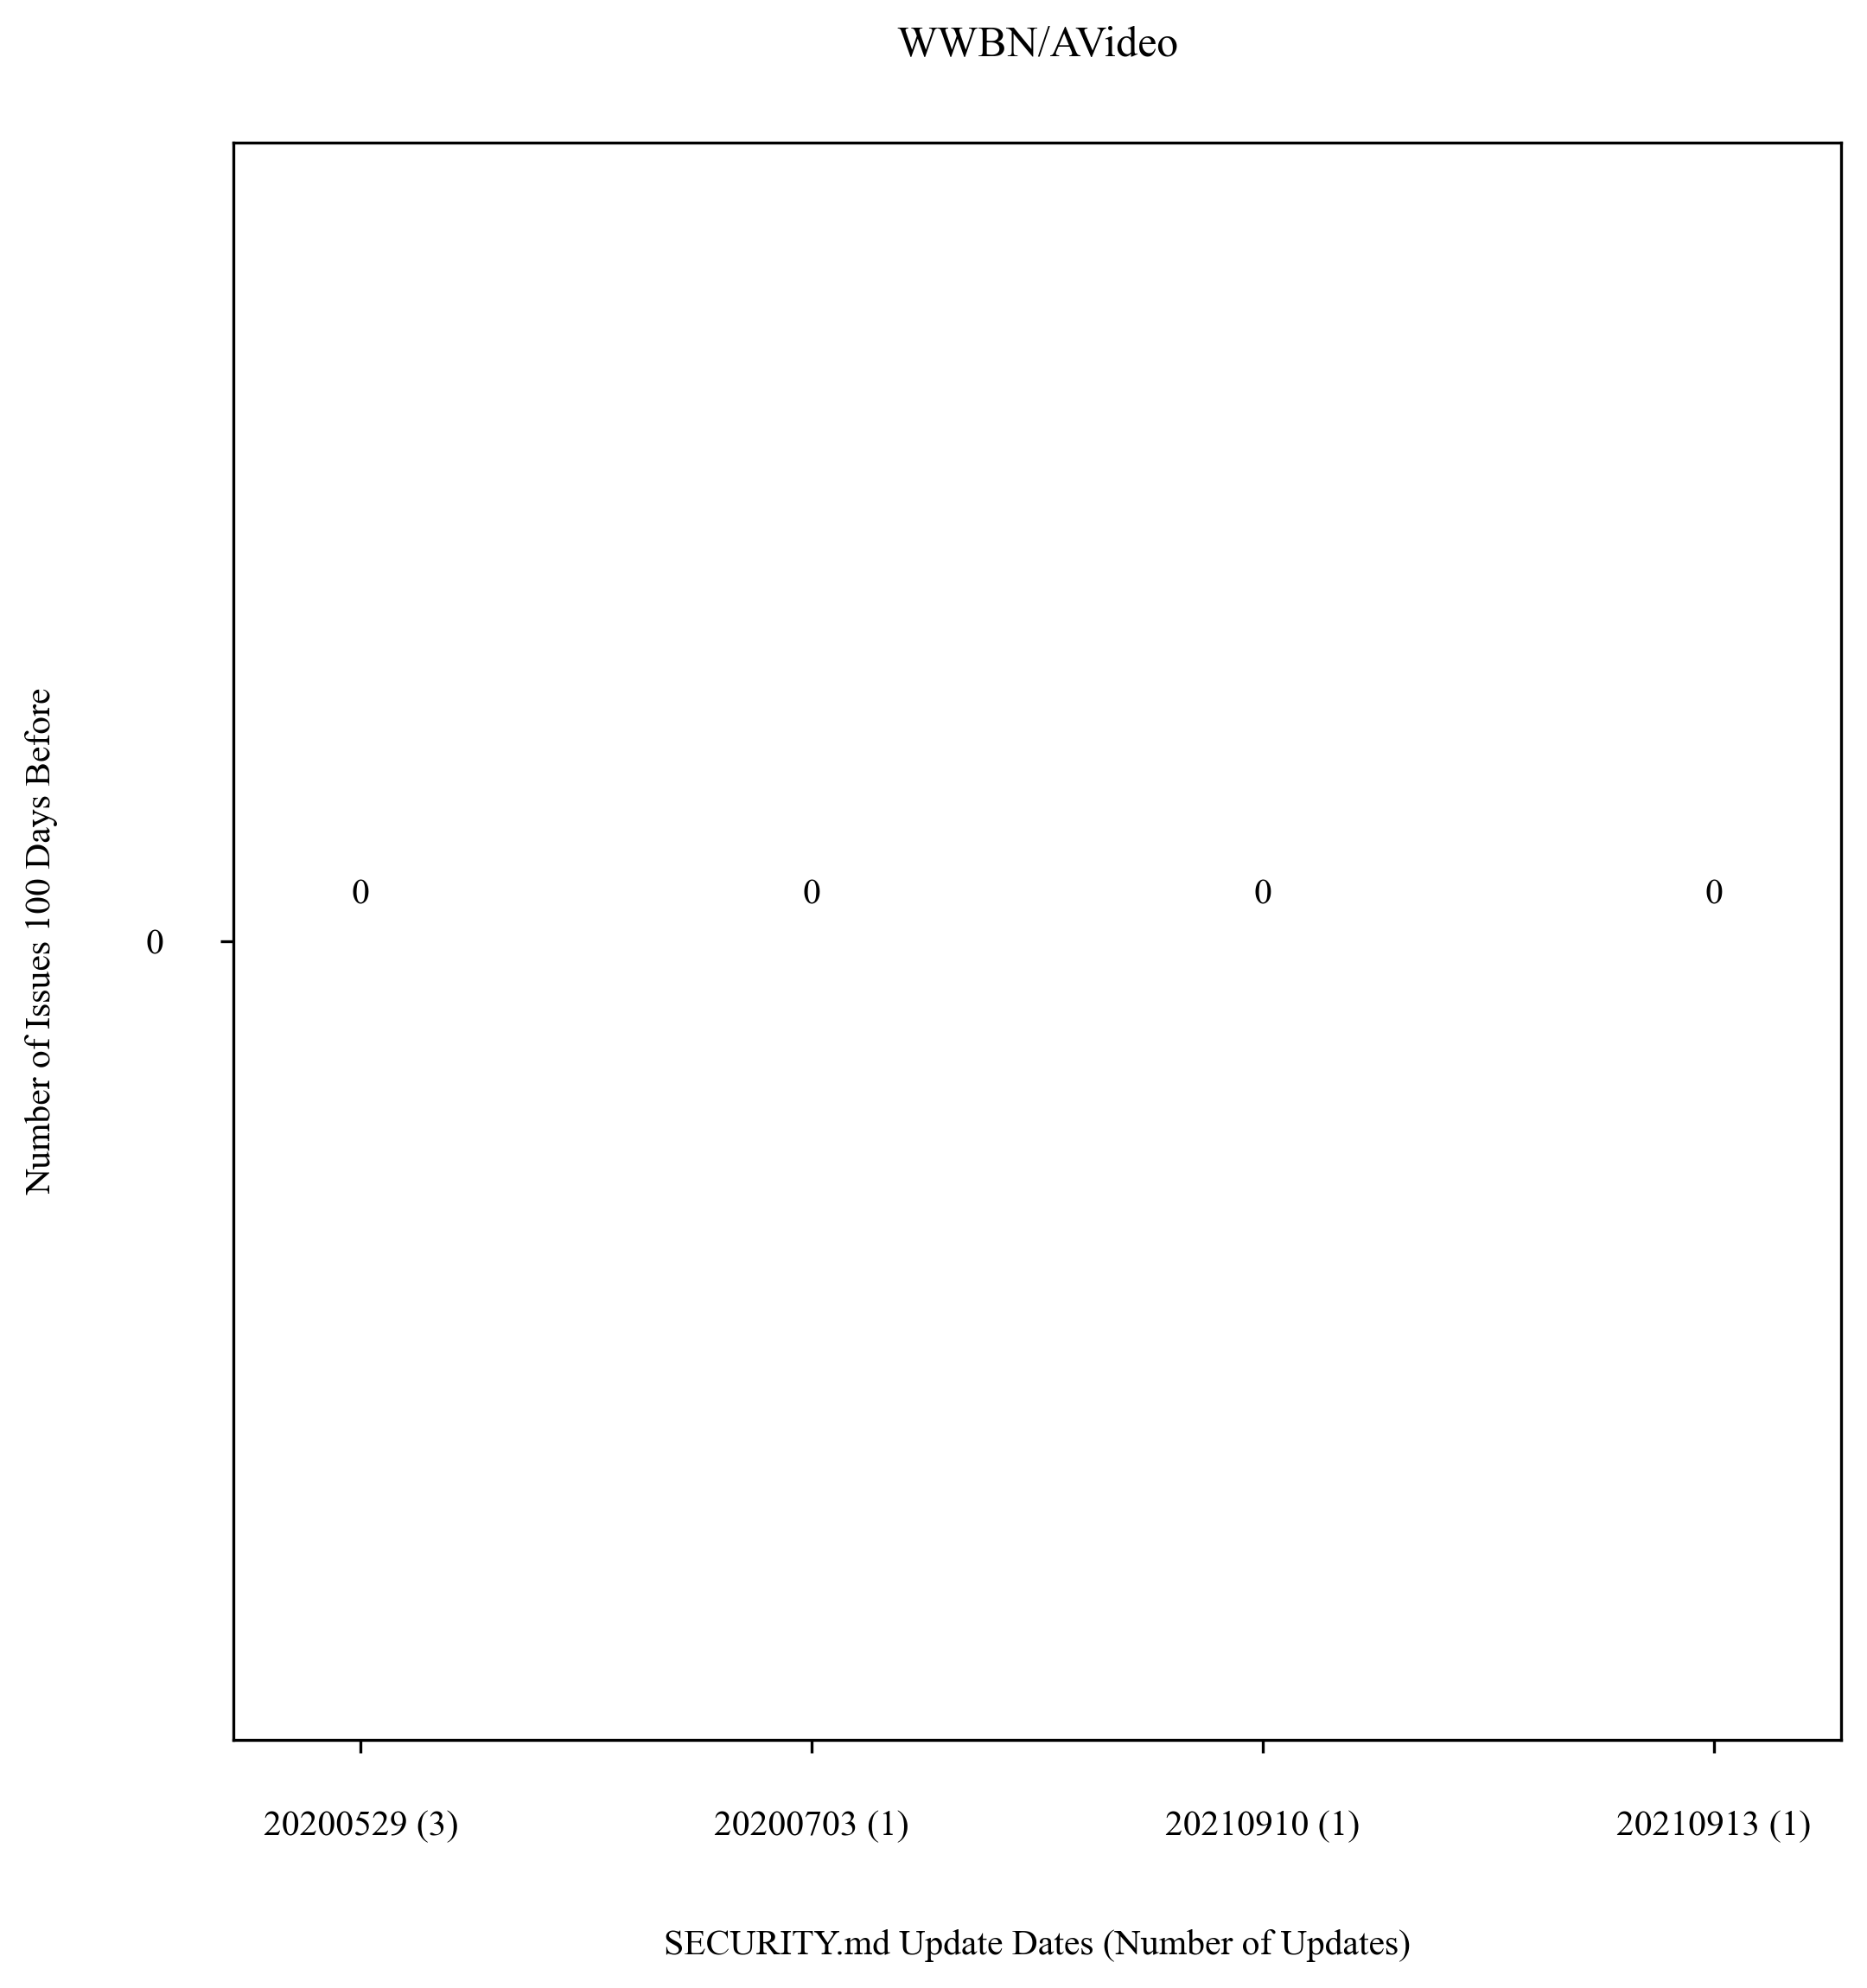 WWBN/AVideo
Number of Issues 100 Days Before
0 0 0 0
0
20200529 (3) 20200703 (1) 20210910 (1) 20210913 (1)
SECURITY.md Update Dates (Number of Updates)